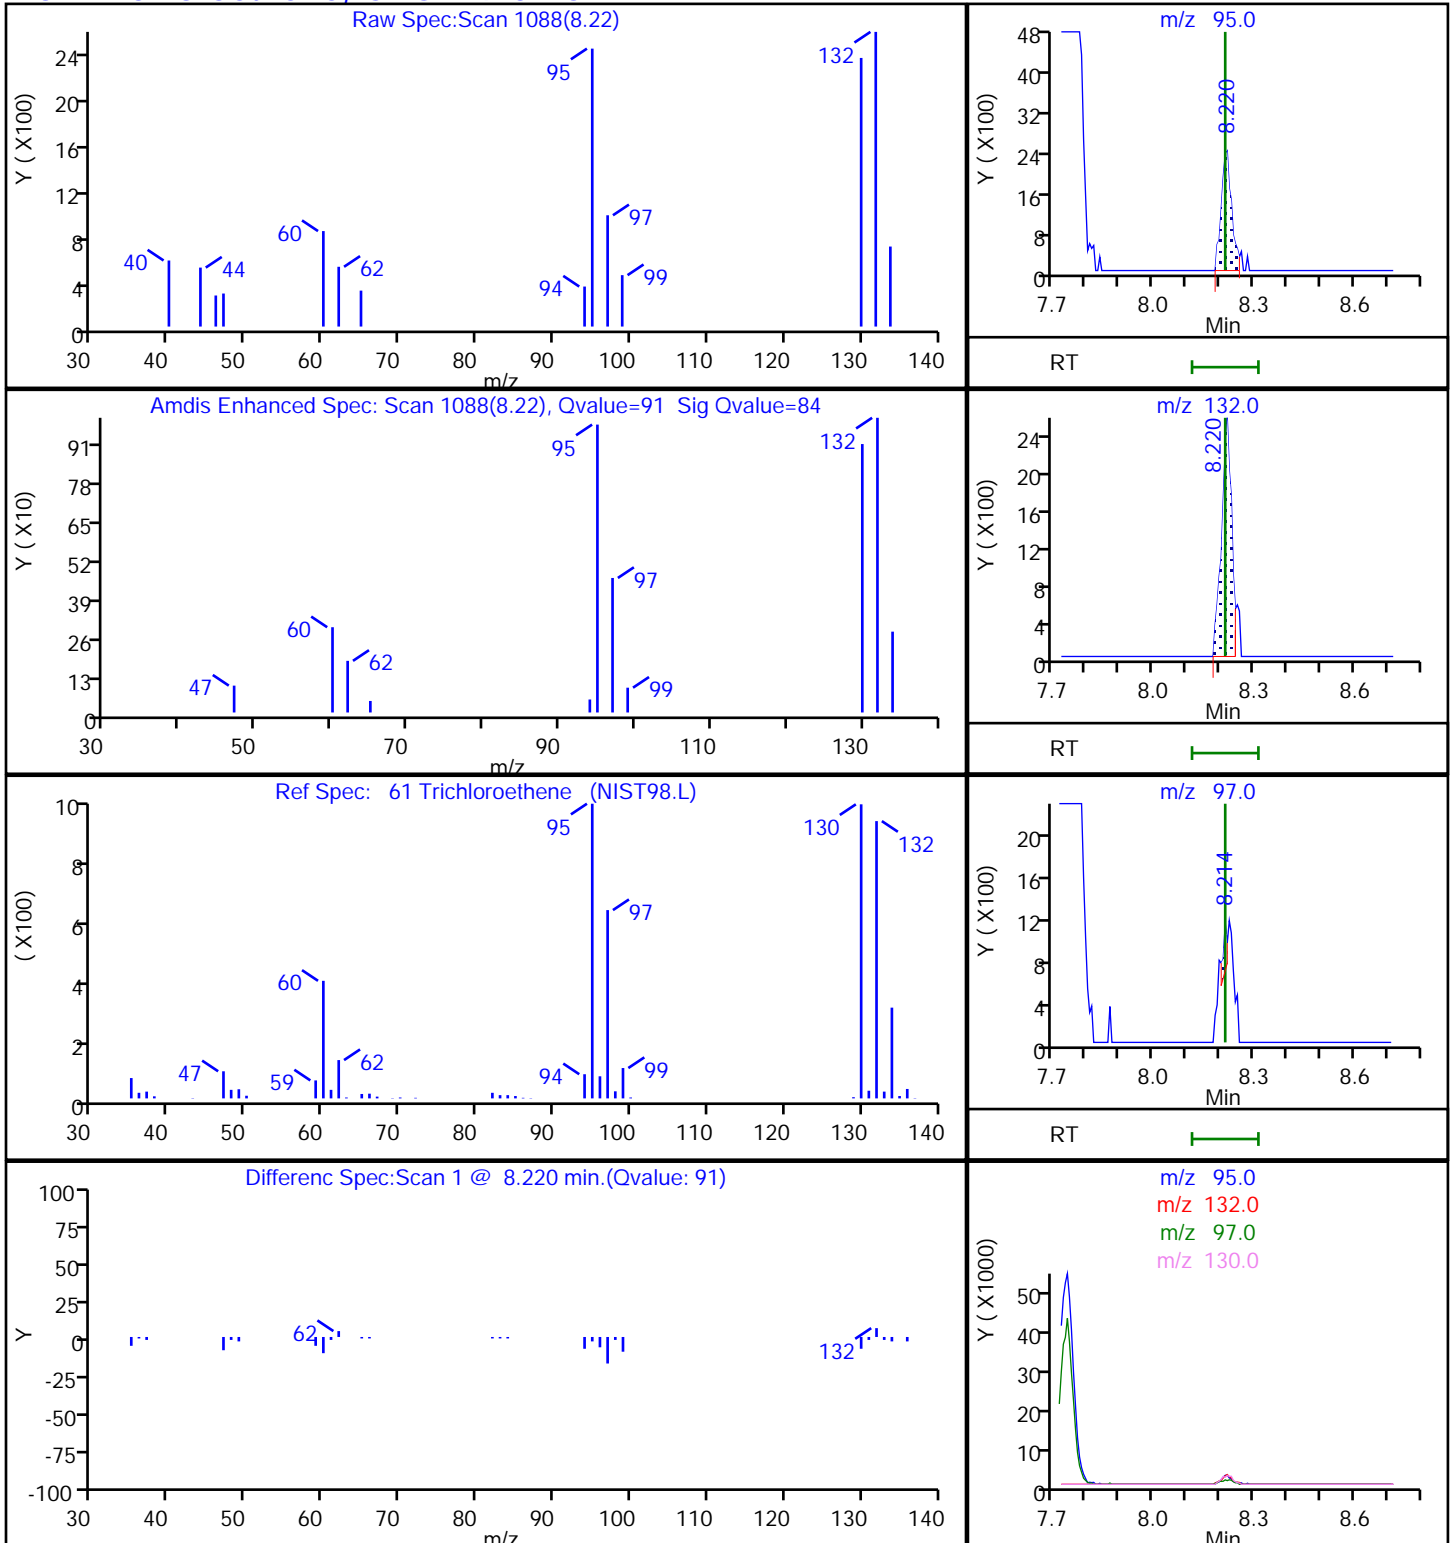 Raw Spec:Scan 1088(8.22)
Y ( X100)
24
20
16
12
8
4
0
40
44
60
62
94
95
97
99
132
30 40 50 60 70 80 90 100 110 120 130 140
m/z
m/z 95.0
Y ( X100)
48
40
32
24
16
8
0
8.220
7.7 8.0 8.3 8.6
Min
RT
Amdis Enhanced Spec: Scan 1088(8.22), Qvalue=91 Sig Qvalue=84
Y ( X10)
91
78
65
52
39
26
13
0
47
60
62
95
97
99
132
30 50 70 90 110 130
m/z
m/z 132.0
Y ( X100)
24
20
16
12
8
4
0
8.220
7.7 8.0 8.3 8.6
Min
RT
Ref Spec: 61 Trichloroethene (NIST98.L)
( X100)
10
8
6
4
2
0
47
59
60
62
94
95
97
99
130
132
30 40 50 60 70 80 90 100 110 120 130 140
m/z 97.0
Y ( X100)
20
16
12
8
4
0
8.214
7.7 8.0 8.3 8.6
Min
RT
Differenc Spec:Scan 1 @ 8.220 min.(Qvalue: 91)
Y
100
75
50
25
0
-25
-50
-75
-100
62
132
30 40 50 60 70 80 90 100 110 120 130 140
m/z
m/z 95.0
m/z 132.0
m/z 97.0
m/z 130.0
Y ( X1000)
50
40
30
20
10
0
7.7 8.0 8.3 8.6
Min